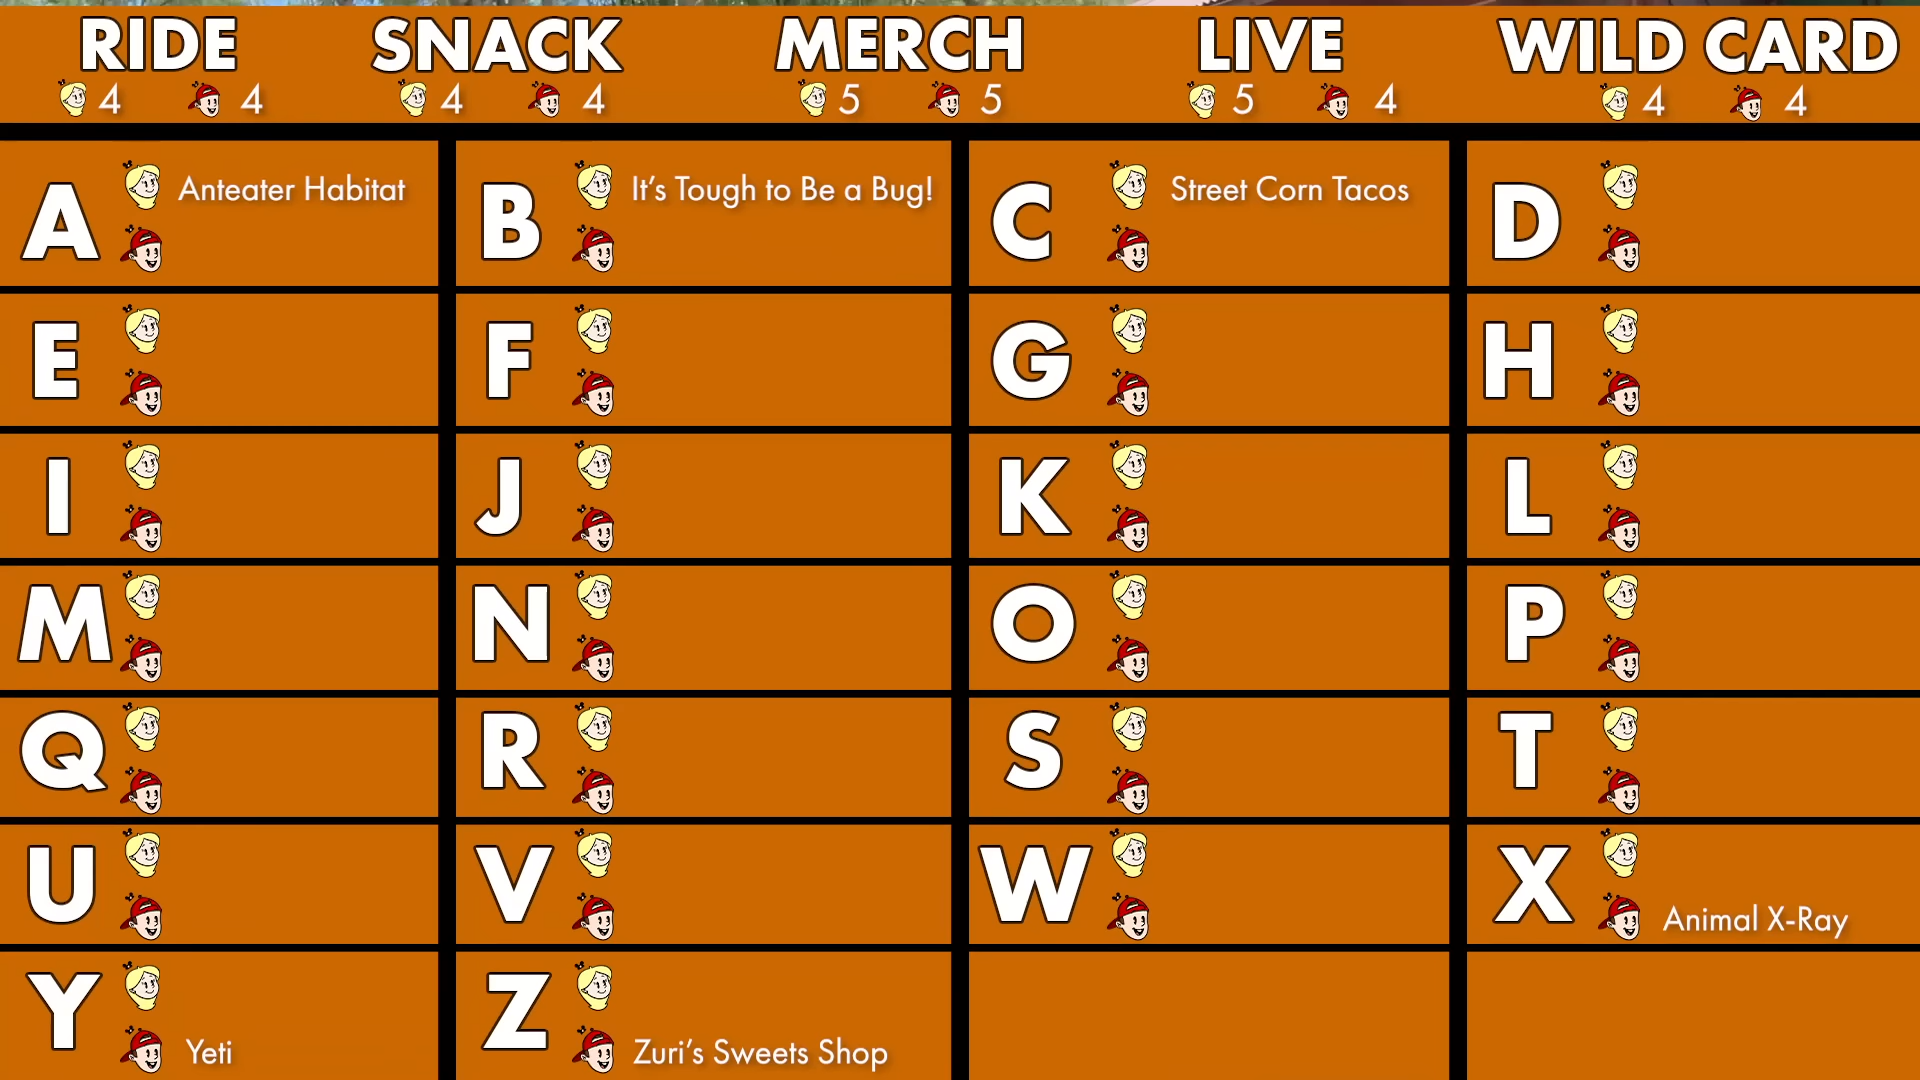 RIDE SNACK MERCH LIVE WILD CARD
4 4 4 4 5 5 5 4 4 4
A Anteater Habitat B It's Tough to Be a Bug! C Street Corn Tacos D
E F G H
I J K L
M N O P
Q R S T
U V W X Animal X-Ray
Y Yeti Z Zuri's Sweets Shop